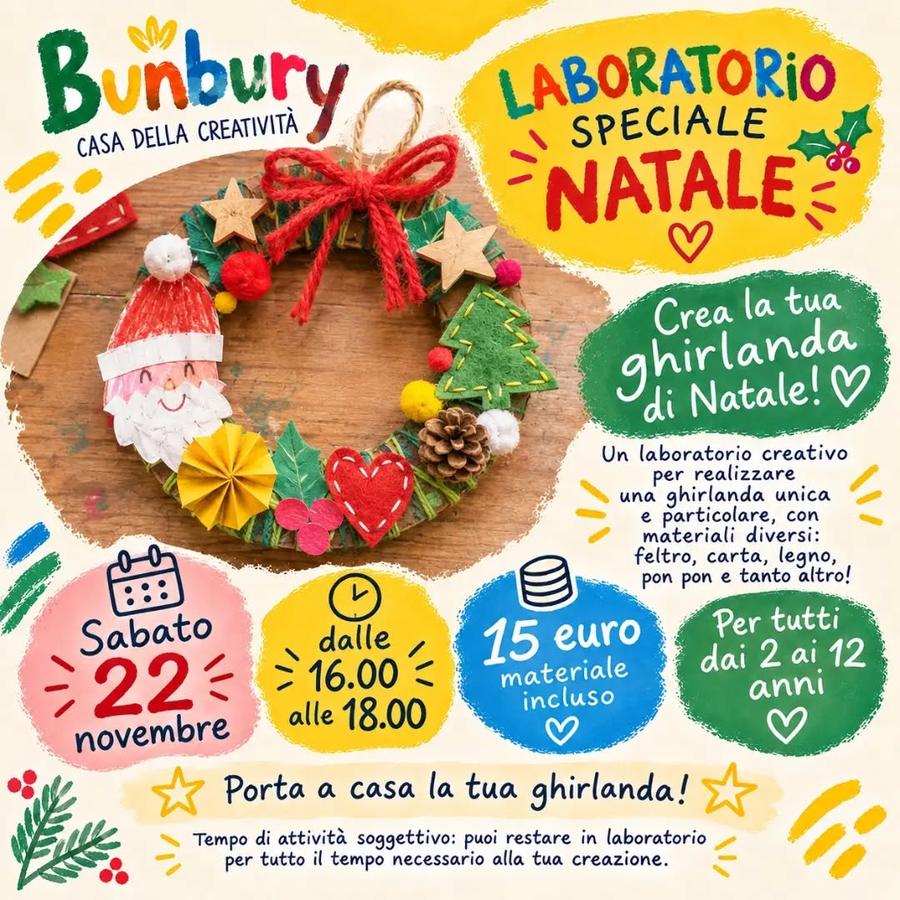 Bunbury
CASA DELLA CREATIVITÀ
LABORATORIO
SPECIALE
NATALE
Crea la tua
ghirlanda
di Natale!
Un laboratorio creativo
per realizzare
una ghirlanda unica
e particolare, con
materiali diversi:
feltro, carta, legno,
pon pon e tanto altro!
Sabato
22
novembre
dalle
16.00
alle 18.00
15 euro
materiale
incluso
Per tutti
dai 2 ai 12
anni
Porta a casa la tua ghirlanda!
Tempo di attività soggettivo: puoi restare in laboratorio
per tutto il tempo necessario alla tua creazione.